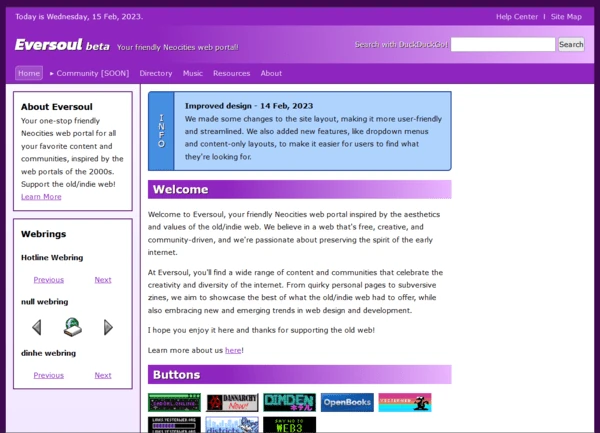 Today is Wednesday, 15 Feb, 2023.
Help Center | Site Map
Eversoul beta Your friendly Neocities web portal!
Search with DuckDuckGo! Search
Home ▸ Community [SOON] Directory Music Resources About
About Eversoul
Your one-stop friendly
Neocities web portal for all
your favorite content and
communities, inspired by the
web portals of the 2000s.
Support the old/indie web!
Learn More
Webrings
Hotline Webring
Previous Next
null webring
dinhe webring
Previous Next
INFO
Improved design - 14 Feb, 2023
We made some changes to the site layout, making it more user-friendly
and streamlined. We also added new features, like dropdown menus
and content-only layouts, to make it easier for users to find what
they're looking for.
Welcome
Welcome to Eversoul, your friendly Neocities web portal inspired by the aesthetics
and values of the old/indie web. We believe in a web that's free, creative, and
community-driven, and we're passionate about preserving the spirit of the early
internet.
At Eversoul, you'll find a wide range of content and communities that celebrate the
creativity and diversity of the internet. From quirky personal pages to subversive
zines, we aim to showcase the best of what the old/indie web had to offer, while
also embracing new and emerging trends in web design and development.
I hope you enjoy it here and thanks for supporting the old web!
Learn more about us here!
Buttons
DANNARCHY
Now!
DIMDEN
OpenBooks
districts
SAY NO TO
WEB3